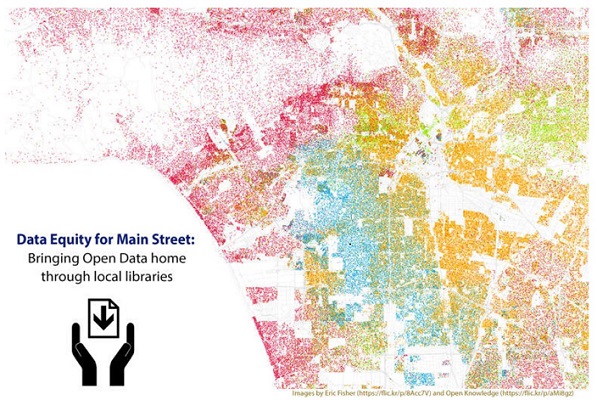 Data Equity for Main Street:
Bringing Open Data home
through local libraries
Images by Eric Fisher (https://flic.kr/p/8Acc7V) and Open Knowledge (https://flic.kr/p/aMi8gz)